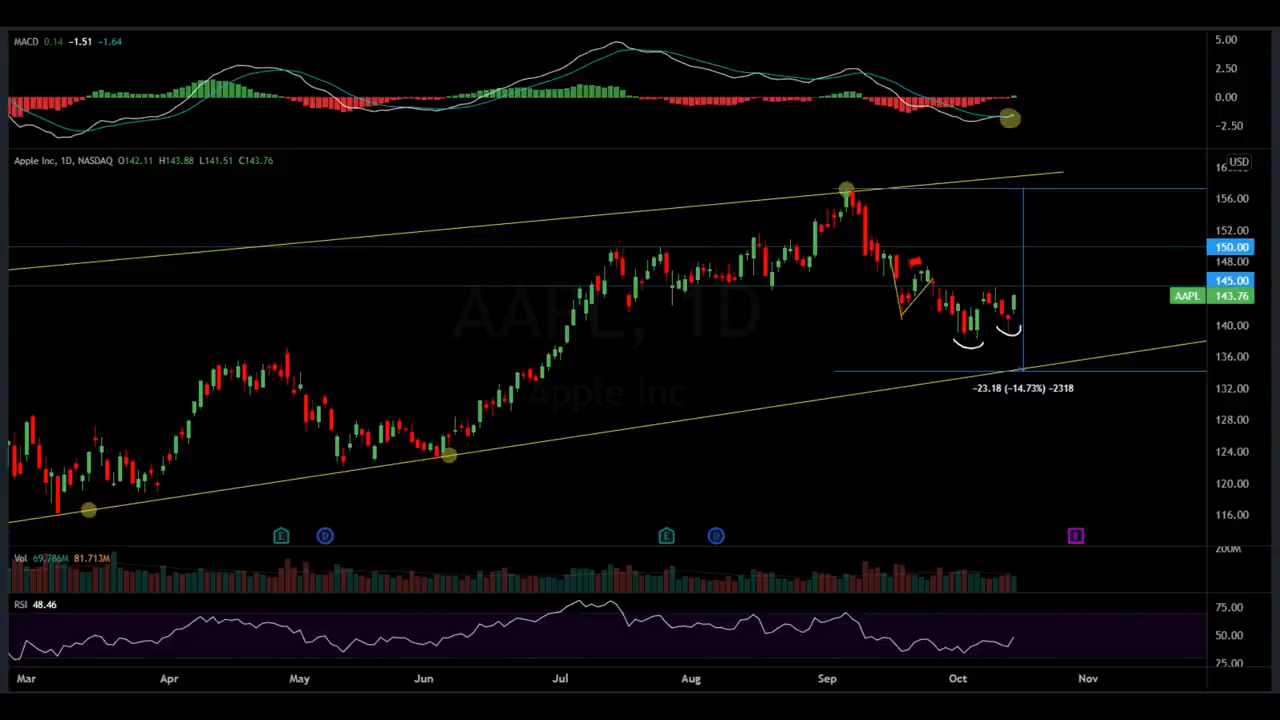 MACD 0.14 −1.51 −1.64
5.00
2.50
0.00
−2.50
Apple Inc, 1D, NASDAQ O142.11 H143.88 L141.51 C143.76
USD
156.00
152.00
150.00
148.00
145.00
AAPL 143.76
140.00
136.00
132.00
128.00
124.00
120.00
116.00
AAPL, 1D
Apple Inc
−23.18 (−14.73%) −2318
E D E D E
Vol 69.786M 81.713M
200M
RSI 48.46
75.00
50.00
25.00
Mar Apr May Jun Jul Aug Sep Oct Nov